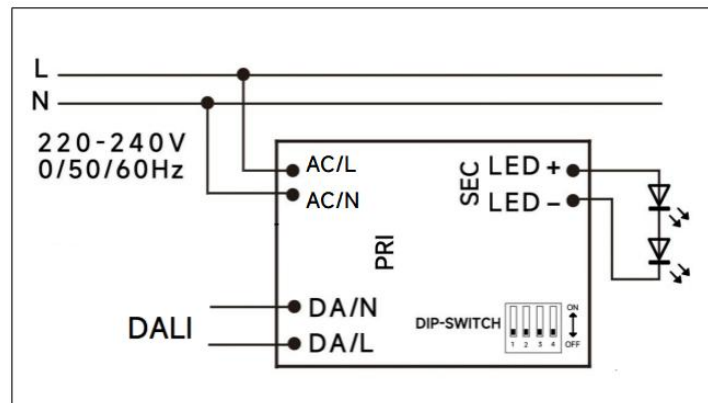 L
N
220-240V
0/50/60Hz
AC/L
AC/N
PRI
SEC
LED +
LED -
DALI
DA/N
DA/L
DIP-SWITCH
1 2 3 4
ON
OFF